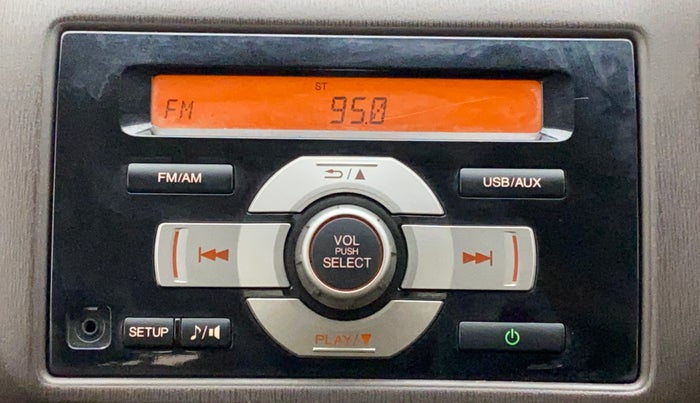 ST
FM 95.0
FM/AM
/▲
USB/AUX
VOL
PUSH
SELECT
SETUP
♪/
PLAY/▼